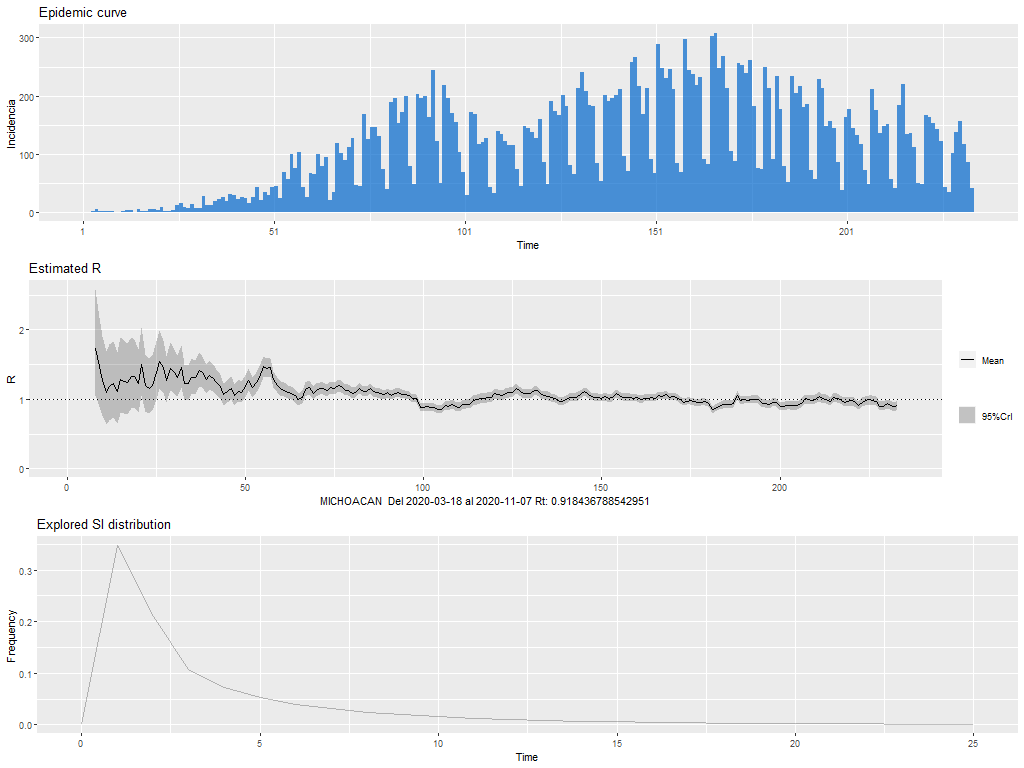 Epidemic curve
300
200
100
0
Incidencia
1 51 101 151 201
Time
Estimated R
2
1
0
R
Mean
95%CrI
0 50 100 150 200
MICHOACAN Del 2020-03-18 al 2020-11-07 Rt: 0.918436788542951
Explored SI distribution
0.3
0.2
0.1
0.0
Frequency
0 5 10 15 20 25
Time